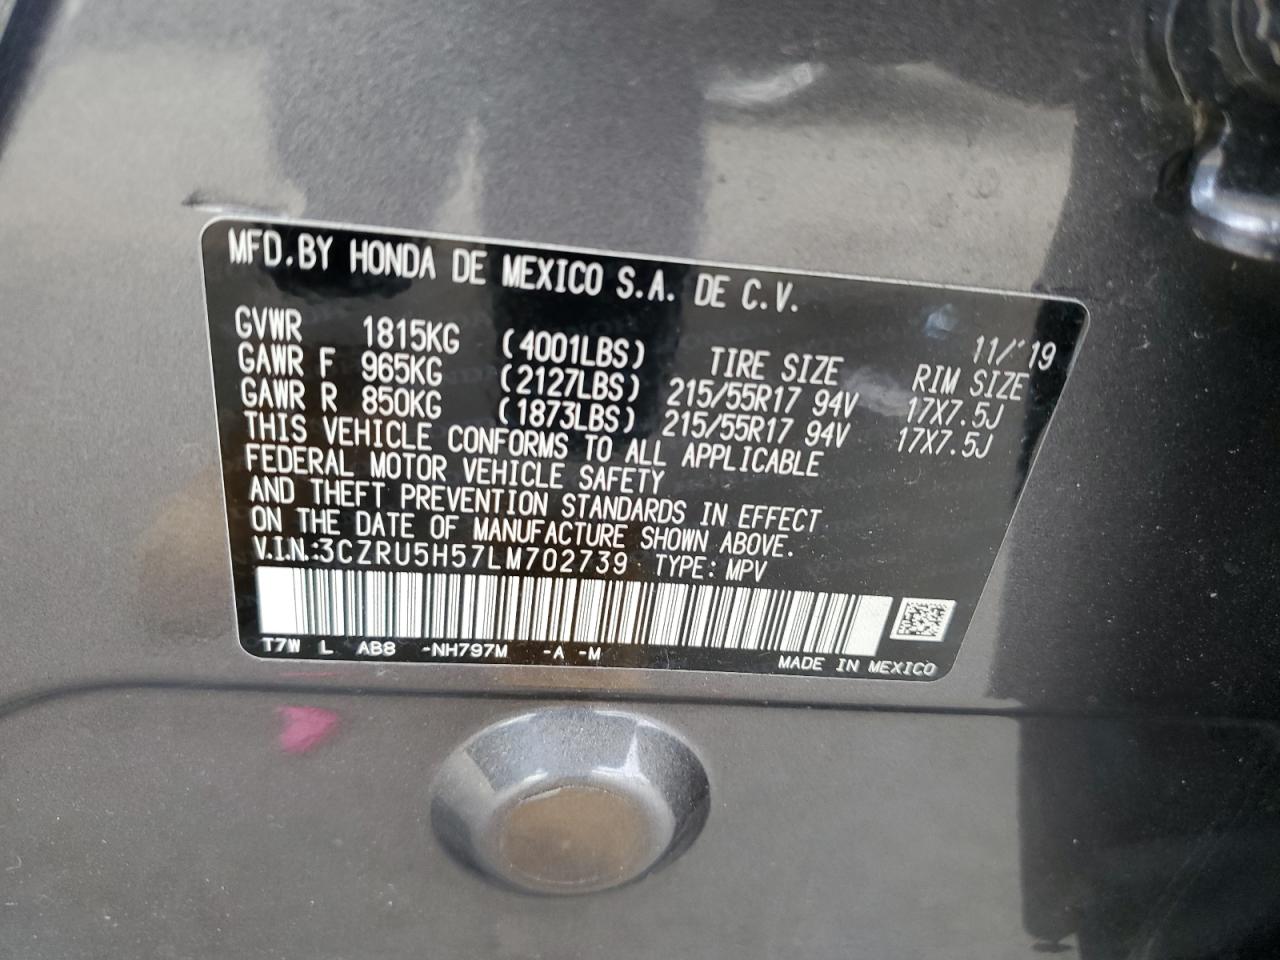 MFD.BY HONDA DE MEXICO S.A. DE C.V.
11/'19
GVWR 1815KG (4001LBS) TIRE SIZE RIM SIZE
GAWR F 965KG (2127LBS) 215/55R17 94V 17X7.5J
GAWR R 850KG (1873LBS) 215/55R17 94V 17X7.5J
THIS VEHICLE CONFORMS TO ALL APPLICABLE
FEDERAL MOTOR VEHICLE SAFETY
AND THEFT PREVENTION STANDARDS IN EFFECT
ON THE DATE OF MANUFACTURE SHOWN ABOVE.
V.I.N.:3CZRU5H57LM702739 TYPE: MPV
T7W L AB8 -NH797M -A -M
MADE IN MEXICO